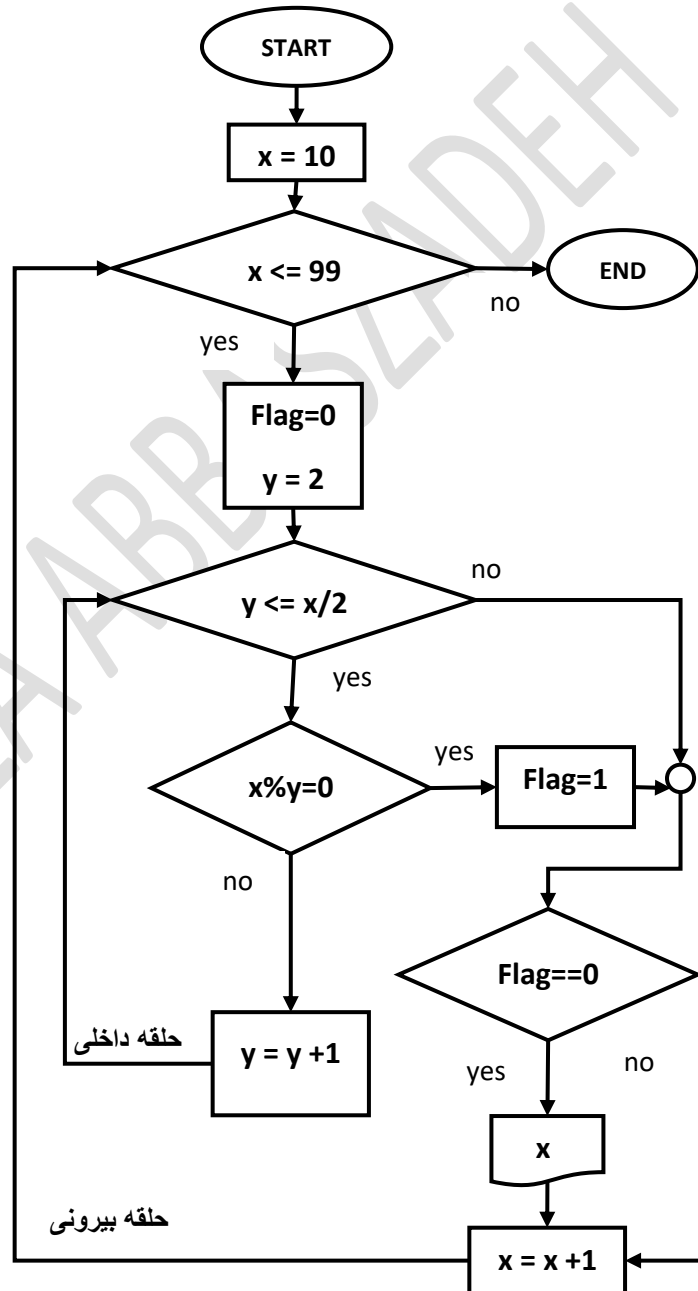 START
x = 10
x <= 99
END
no
yes
Flag=0
y = 2
no
y <= x/2
yes
yes
x%y=0
Flag=1
no
Flag==0
حلقه داخلی
y = y +1
yes
no
x
حلقه بیرونی
x = x +1